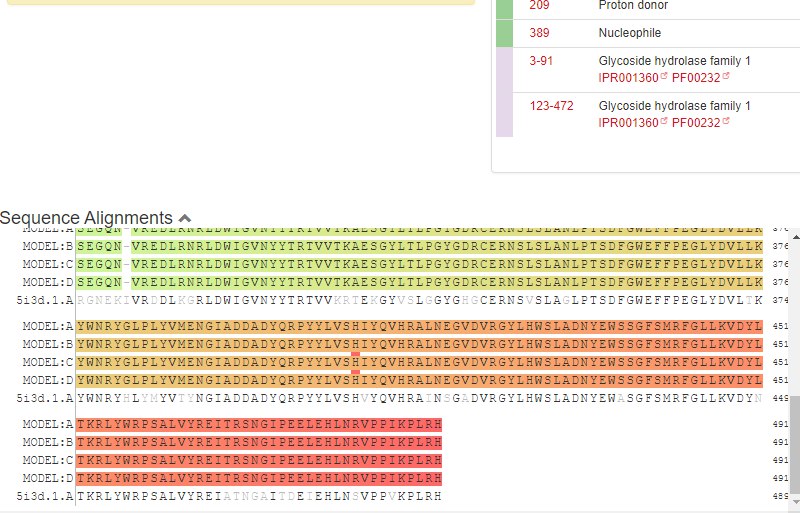 209 Proton donor
389 Nucleophile
3-91 Glycoside hydrolase family 1
IPR001360 PF00232
123-472 Glycoside hydrolase family 1
IPR001360 PF00232
Sequence Alignments
MODEL:A SEGQN-VREDLRNRLDWIGVNYYTRTVVTKAESGYLTLPGYGDRCERNSLSLANLPTSDFGWEFFPEGLYDVLLK 376
MODEL:B SEGQN-VREDLRNRLDWIGVNYYTRTVVTKAESGYLTLPGYGDRCERNSLSLANLPTSDFGWEFFPEGLYDVLLK 376
MODEL:C SEGQN-VREDLRNRLDWIGVNYYTRTVVTKAESGYLTLPGYGDRCERNSLSLANLPTSDFGWEFFPEGLYDVLLK 376
MODEL:D SEGQN-VREDLRNRLDWIGVNYYTRTVVTKAESGYLTLPGYGDRCERNSLSLANLPTSDFGWEFFPEGLYDVLLK 376
5i3d.1.A RGNEKIVRDDLKGRLDWIGVNYYTRTVVKRTEKGYVSLGGYGHGCERNSVSLAGLPTSDFGWEFFPEGLYDVLTK 374
MODEL:A YWNRYGLPLYVMENGIADDADYQRPYYLVSHIYQVHRALNEGVDVRGYLHWSLADNYEWSSGFSMRFGLLKVDYL 451
MODEL:B YWNRYGLPLYVMENGIADDADYQRPYYLVSHIYQVHRALNEGVDVRGYLHWSLADNYEWSSGFSMRFGLLKVDYL 451
MODEL:C YWNRYGLPLYVMENGIADDADYQRPYYLVSHIYQVHRALNEGVDVRGYLHWSLADNYEWSSGFSMRFGLLKVDYL 451
MODEL:D YWNRYGLPLYVMENGIADDADYQRPYYLVSHIYQVHRALNEGVDVRGYLHWSLADNYEWSSGFSMRFGLLKVDYL 451
5i3d.1.A YWNRYHLYMYVTYNGIADDADYQRPYYLVSHVYQVHRAINSGADVRGYLHWSLADNYEWASGFSMRFGLLKVDYN 449
MODEL:A TKRLYWRPSALVYREITRSNGIPEELEHLNRVPPIKPLRH 491
MODEL:B TKRLYWRPSALVYREITRSNGIPEELEHLNRVPPIKPLRH 491
MODEL:C TKRLYWRPSALVYREITRSNGIPEELEHLNRVPPIKPLRH 491
MODEL:D TKRLYWRPSALVYREITRSNGIPEELEHLNRVPPIKPLRH 491
5i3d.1.A TKRLYWRPSALVYREIATNGAITDEIEHLNSVPPVKPLRH 489